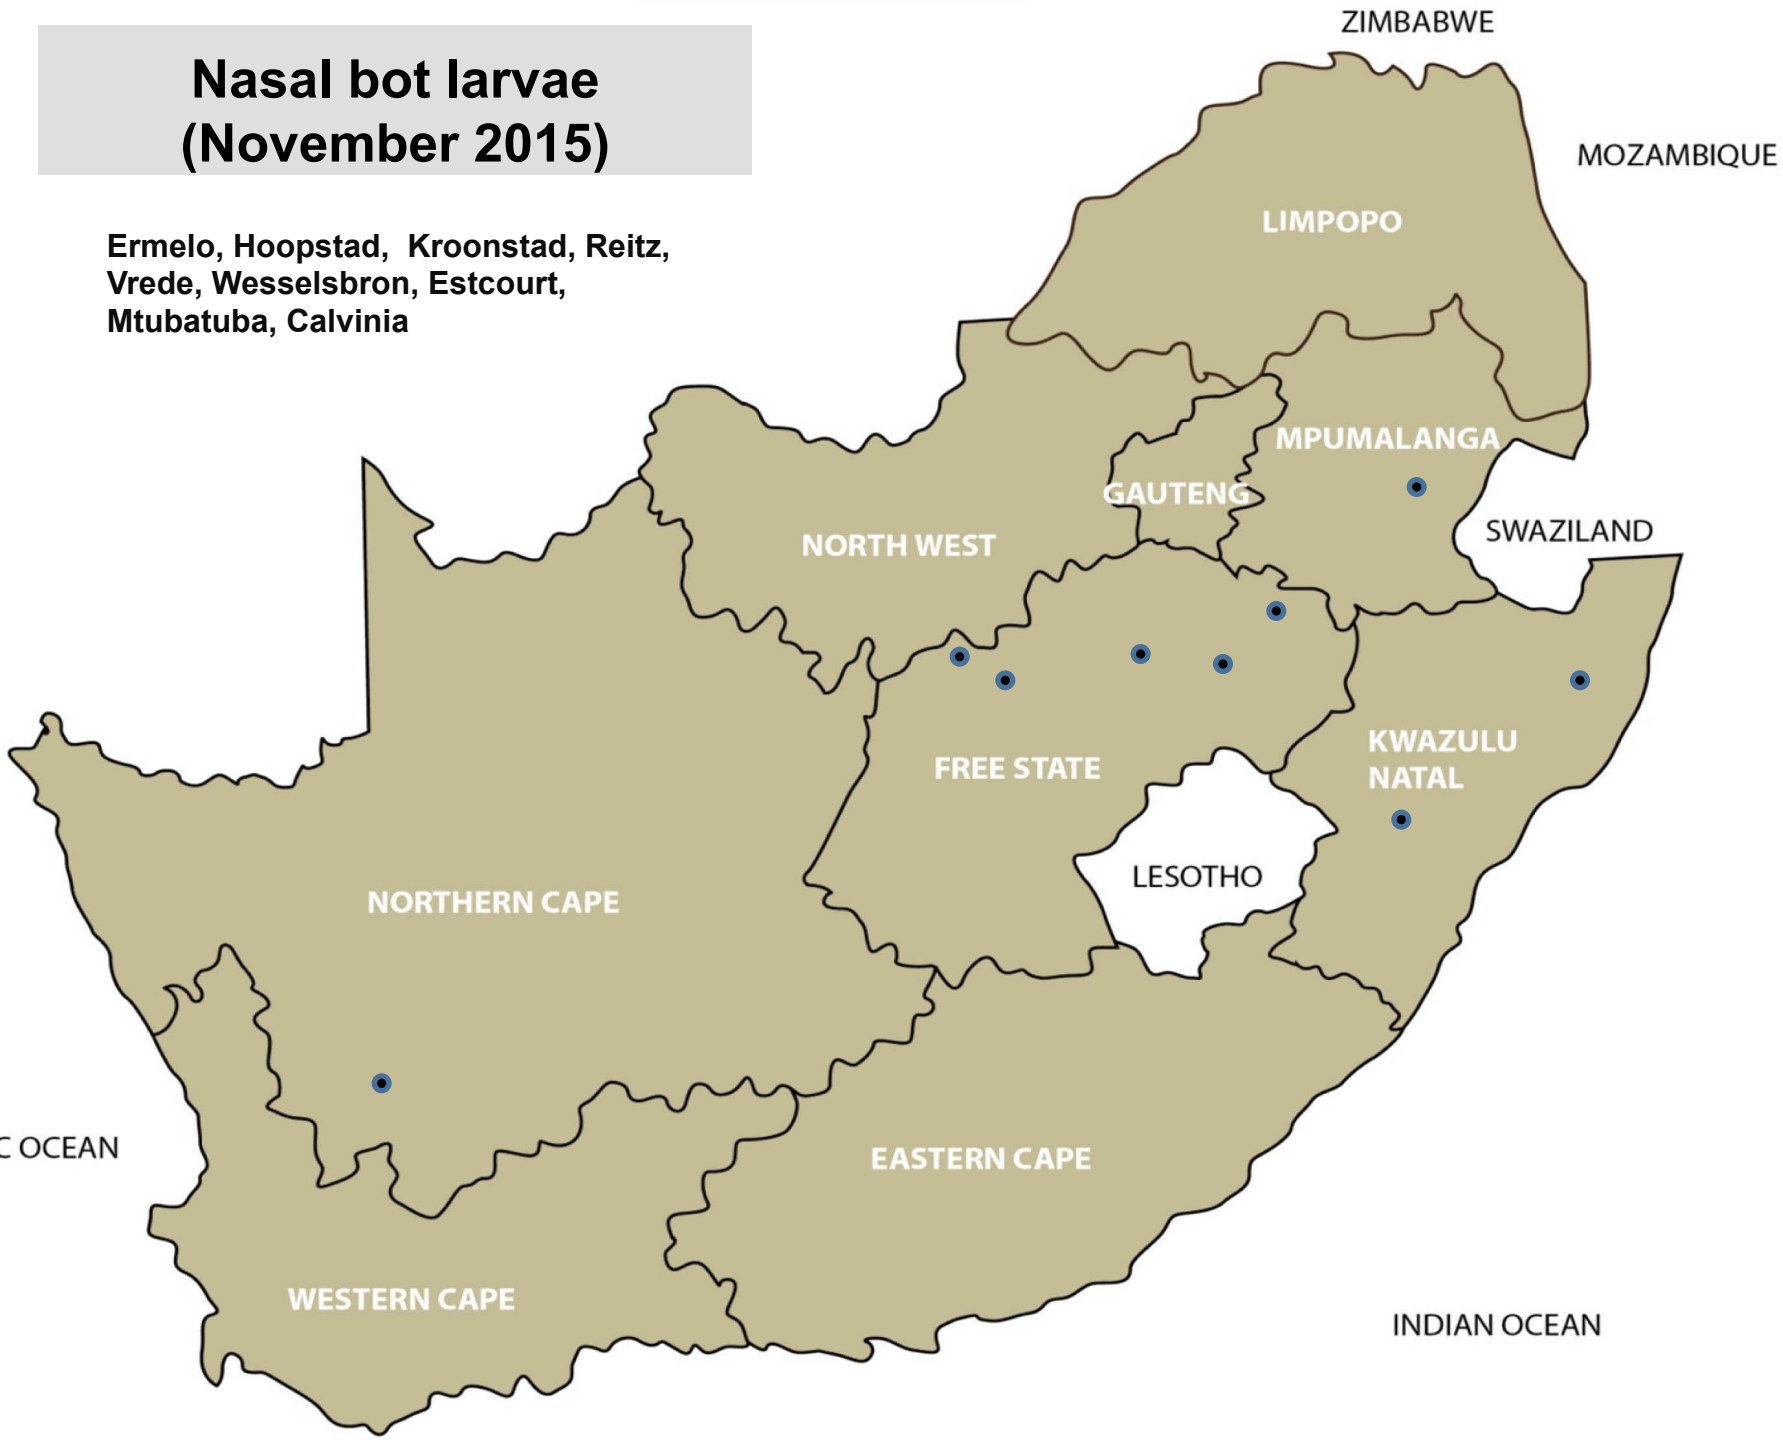 Nasal bot larvae
(November 2015)
Ermelo, Hoopstad, Kroonstad, Reitz,
Vrede, Wesselsbron, Estcourt,
Mtubatuba, Calvinia
ZIMBABWE
MOZAMBIQUE
LIMPOPO
MPUMALANGA
GAUTENG
SWAZILAND
NORTH WEST
KWAZULU
NATAL
FREE STATE
LESOTHO
NORTHERN CAPE
C OCEAN
EASTERN CAPE
WESTERN CAPE
INDIAN OCEAN